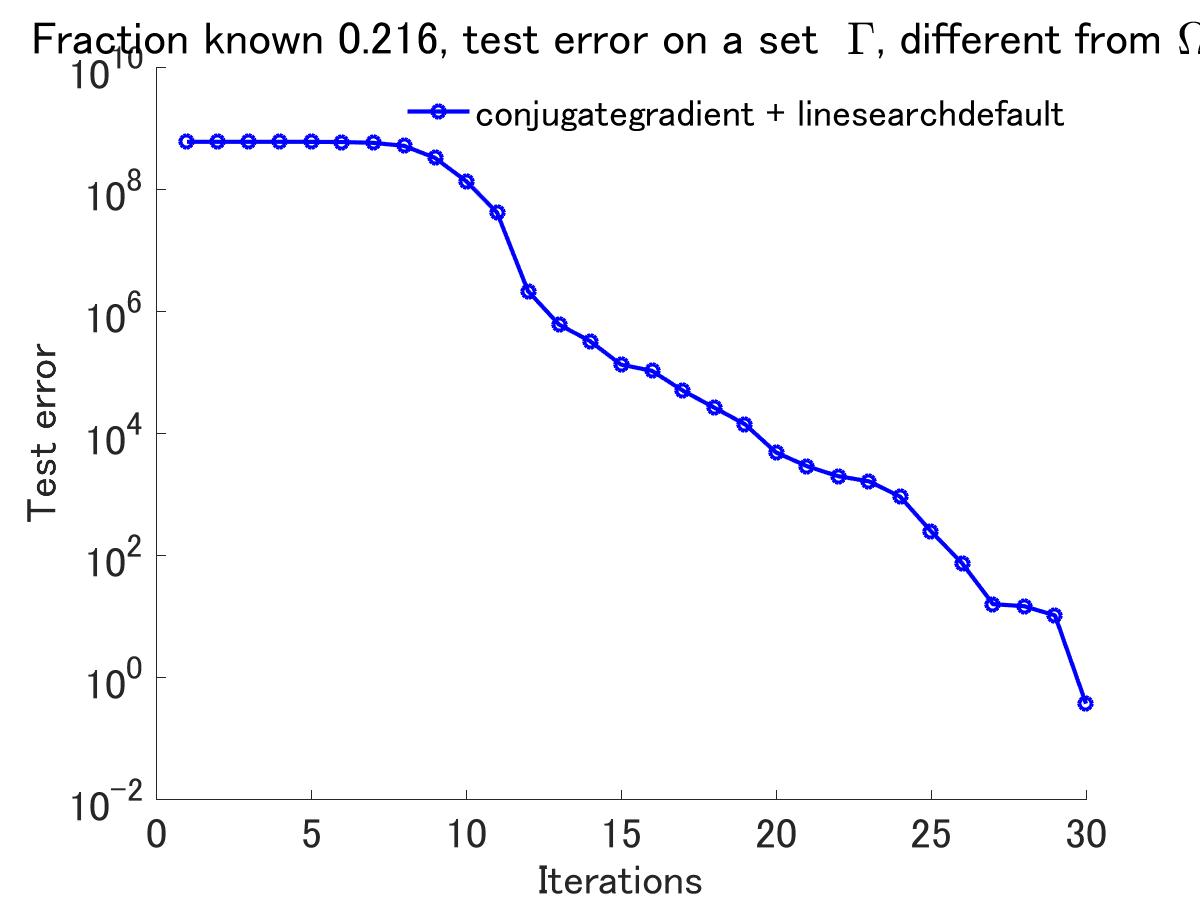 Fraction known 0.216, test error on a set Γ, different from Ω
conjugategradient + linesearchdefault
10^10
10^8
10^6
10^4
10^2
10^0
10^-2
Test error
0 5 10 15 20 25 30
Iterations